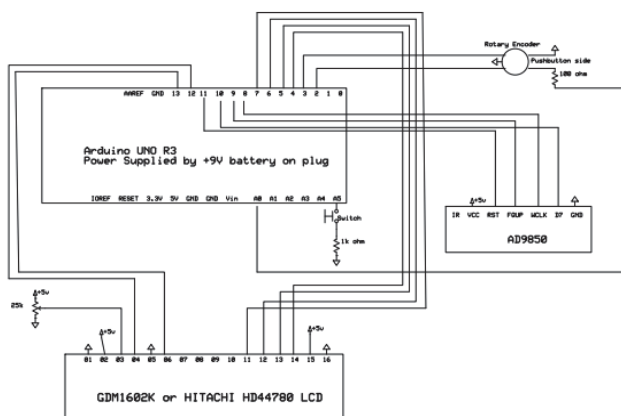 Rotary Encoder
Pushbutton side
100 ohm
AAREF GND 13 12 11 10 9 8 7 6 5 4 3 2 1 0
Arduino UNO R3
Power Supplied by +9V battery on plug
IOREF RESET 3.3V 5V GND GND Vin A0 A1 A2 A3 A4 A5
Switch
1k ohm
+5v
IR VCC RST FQUP WCLK D7 GND
AD9850
+5v
25k
+5v
+5v
01 02 03 04 05 06 07 08 09 10 11 12 13 14 15 16
GDM1602K or HITACHI HD44780 LCD